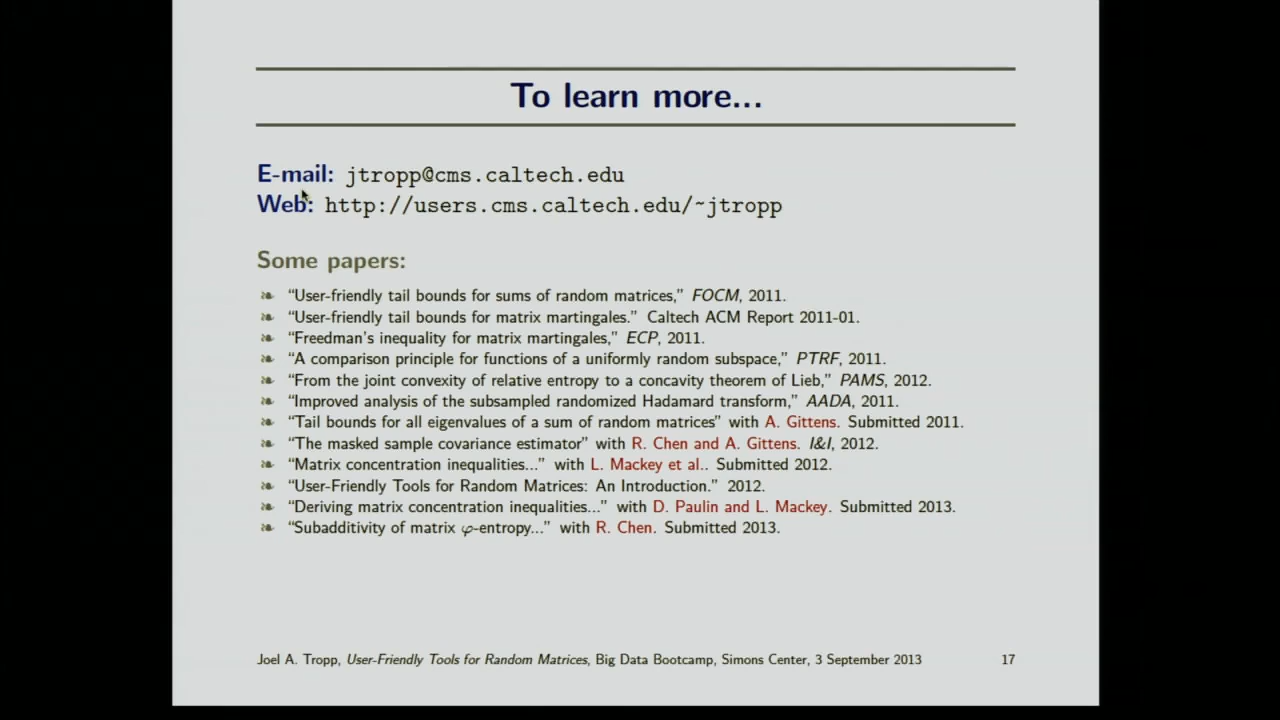 To learn more...
E-mail: jtropp@cms.caltech.edu
Web: http://users.cms.caltech.edu/~jtropp
Some papers:
❧ “User-friendly tail bounds for sums of random matrices,” FOCM, 2011.
❧ “User-friendly tail bounds for matrix martingales.” Caltech ACM Report 2011-01.
❧ “Freedman's inequality for matrix martingales,” ECP, 2011.
❧ “A comparison principle for functions of a uniformly random subspace,” PTRF, 2011.
❧ “From the joint convexity of relative entropy to a concavity theorem of Lieb,” PAMS, 2012.
❧ “Improved analysis of the subsampled randomized Hadamard transform,” AADA, 2011.
❧ “Tail bounds for all eigenvalues of a sum of random matrices” with A. Gittens. Submitted 2011.
❧ “The masked sample covariance estimator” with R. Chen and A. Gittens. I&I, 2012.
❧ “Matrix concentration inequalities...” with L. Mackey et al.. Submitted 2012.
❧ “User-Friendly Tools for Random Matrices: An Introduction.” 2012.
❧ “Deriving matrix concentration inequalities...” with D. Paulin and L. Mackey. Submitted 2013.
❧ “Subadditivity of matrix φ-entropy...” with R. Chen. Submitted 2013.
Joel A. Tropp, User-Friendly Tools for Random Matrices, Big Data Bootcamp, Simons Center, 3 September 2013 17